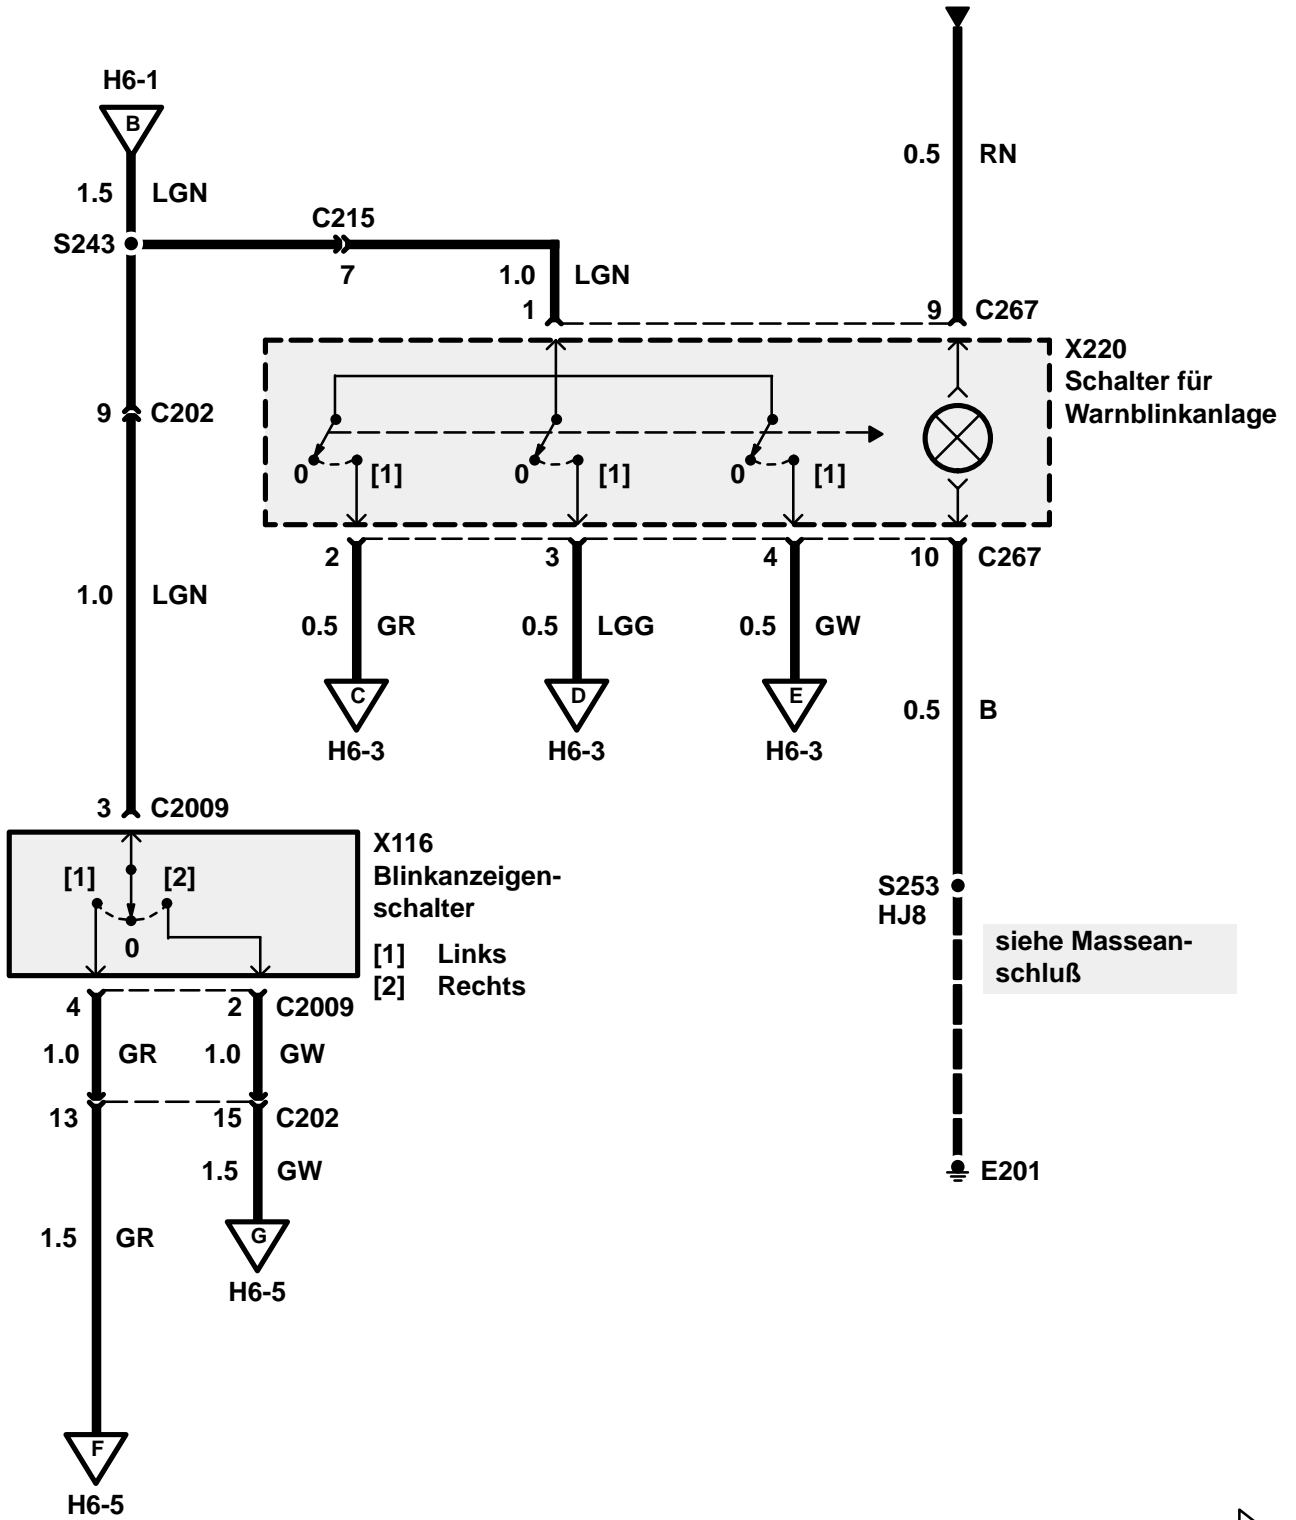 H6-1
B
0.5 RN
1.5 LGN
C215
S243
7 1.0 LGN
1 9 C267
X220
Schalter für
Warnblinkanlage
9 C202
0 [1] 0 [1] 0 [1]
2 3 4 10 C267
1.0 LGN
0.5 GR 0.5 LGG 0.5 GW
C D E
0.5 B
H6-3 H6-3 H6-3
3 C2009
X116
Blinkanzeigen-
schalter
[1] [2]
0
[1] Links
[2] Rechts
S253
HJ8
siehe Massean-
schluß
4 2 C2009
1.0 GR 1.0 GW
13 15 C202
1.5 GW
E201
1.5 GR
G
H6-5
F
H6-5